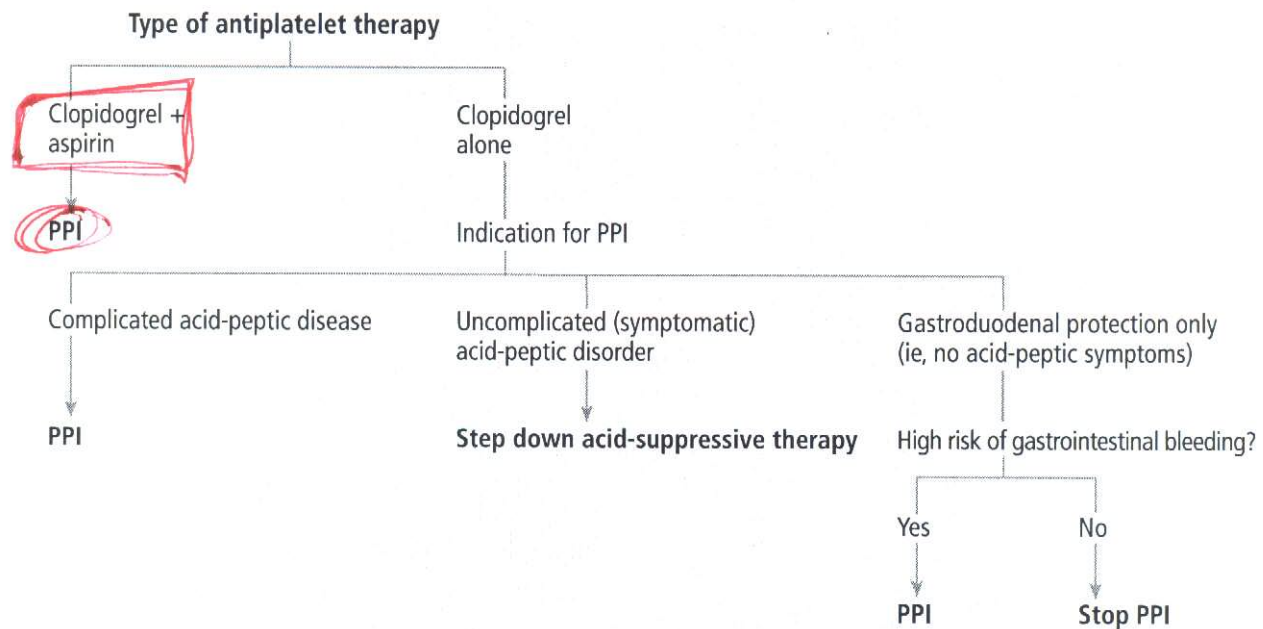 Type of antiplatelet therapy
Clopidogrel +
aspirin
Clopidogrel
alone
PPI
Indication for PPI
Complicated acid-peptic disease
Uncomplicated (symptomatic)
acid-peptic disorder
Gastroduodenal protection only
(ie, no acid-peptic symptoms)
PPI
Step down acid-suppressive therapy
High risk of gastrointestinal bleeding?
Yes
No
PPI
Stop PPI